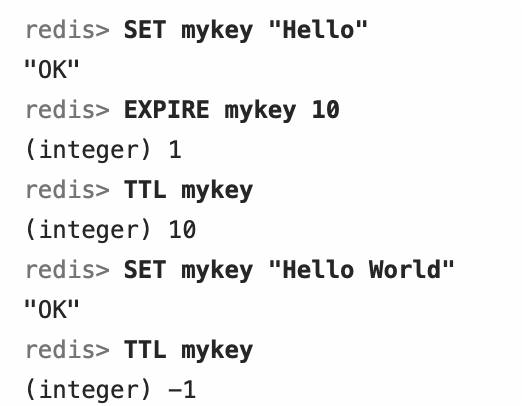 redis> SET mykey "Hello"
"OK"
redis> EXPIRE mykey 10
(integer) 1
redis> TTL mykey
(integer) 10
redis> SET mykey "Hello World"
"OK"
redis> TTL mykey
(integer) -1